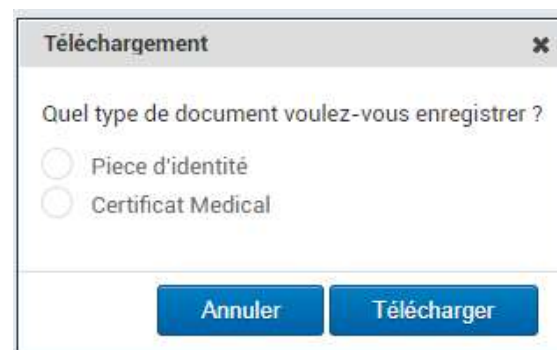 Téléchargement
Quel type de document voulez-vous enregistrer ?
Piece d'identité
Certificat Medical
Annuler Télécharger